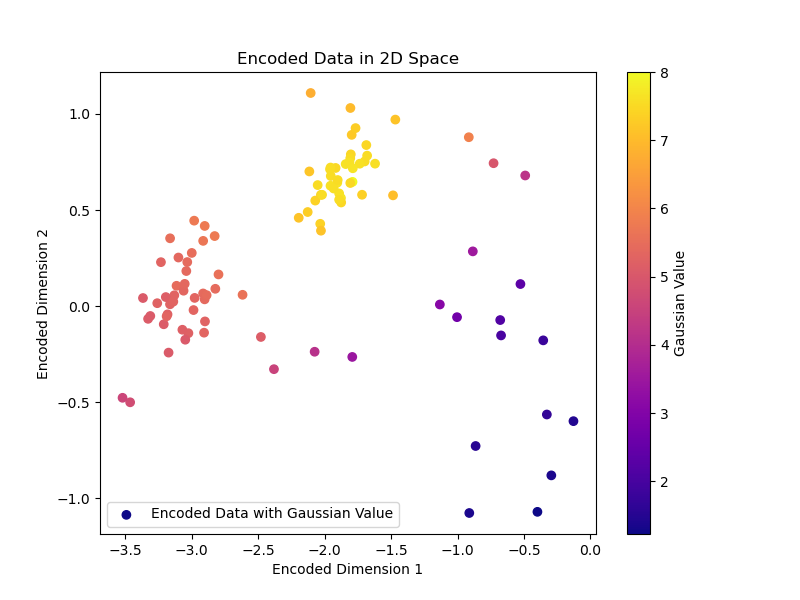 Encoded Data in 2D Space
Encoded Dimension 2
1.0
0.5
0.0
−0.5
−1.0
Encoded Data with Gaussian Value
−3.5 −3.0 −2.5 −2.0 −1.5 −1.0 −0.5 0.0
Encoded Dimension 1
8
7
6
5
4
3
2
Gaussian Value